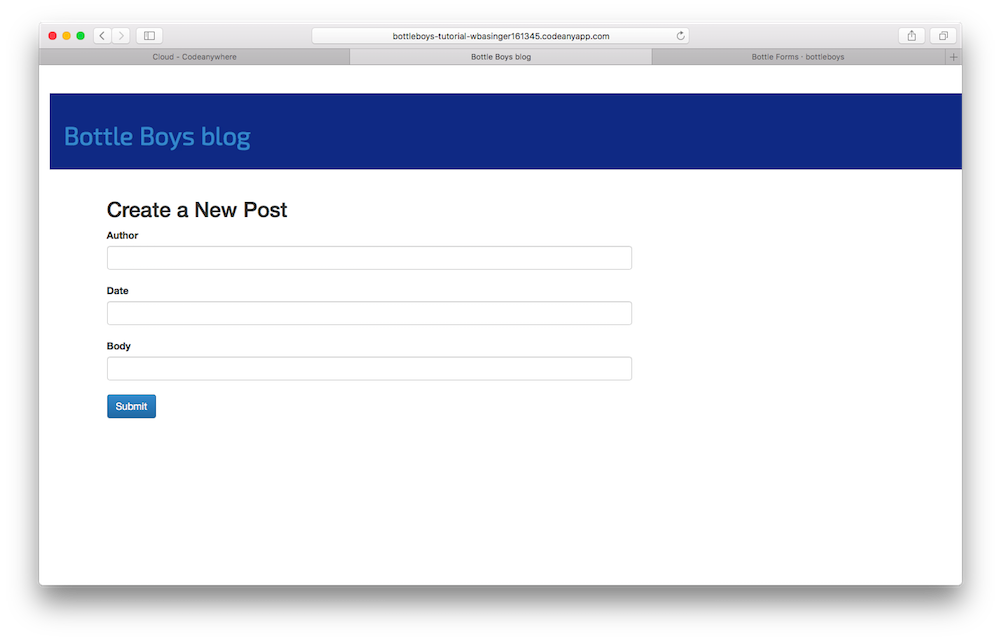 bottleboys-tutorial-wbasinger161345.codeanyapp.com
Cloud - Codeanywhere
Bottle Boys blog
Bottle Forms · bottleboys
Bottle Boys blog
Create a New Post
Author
Date
Body
Submit